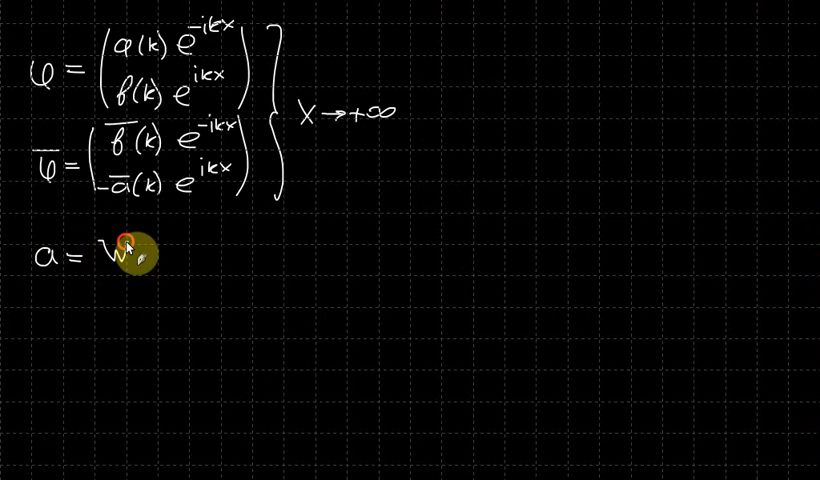 φ = ( a(k) e^{-ikx}
b(k) e^{ikx} )
φ̅ = ( b̅(k) e^{-ikx}
-a̅(k) e^{ikx} )
} x → +∞
a = W